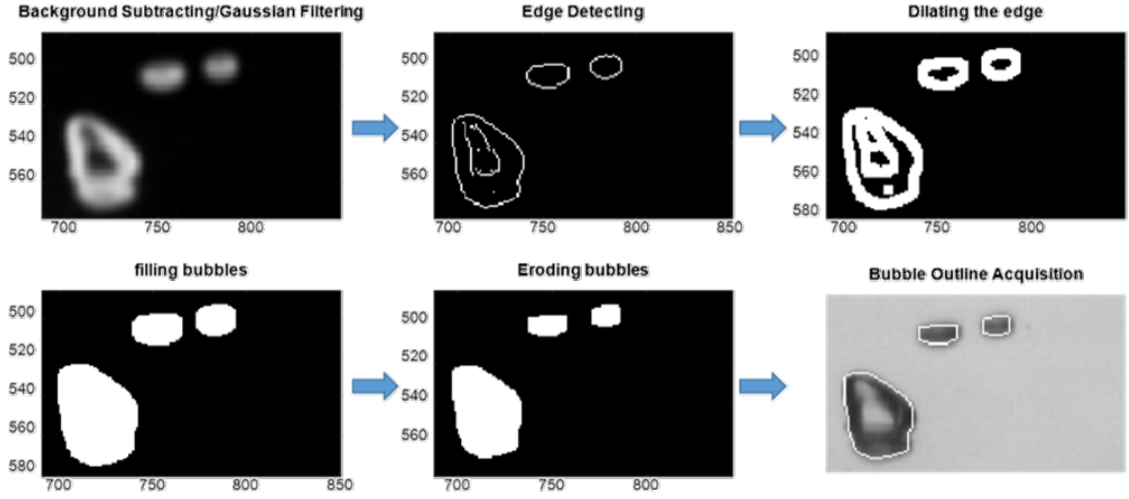 Background Subtracting/Gaussian Filtering
500
520
540
560
700 750 800
Edge Detecting
500
520
540
560
700 750 800 850
Dilating the edge
500
520
540
560
580
700 750 800
filling bubbles
500
520
540
560
580
700 750 800 850
Eroding bubbles
500
520
540
560
700 750 800
Bubble Outline Acquisition